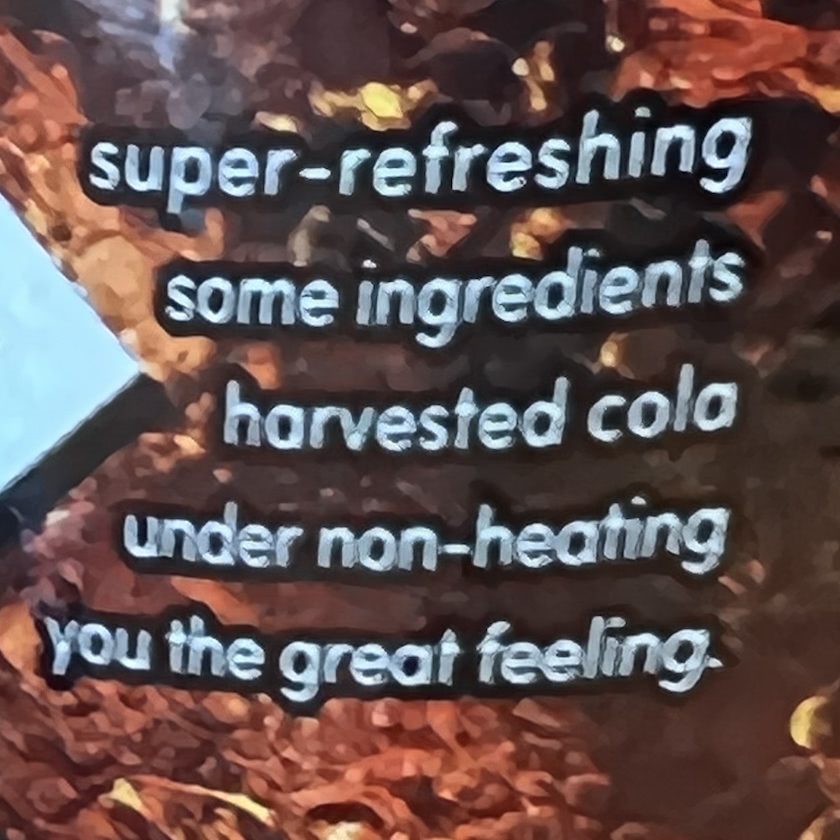 super-refreshing
some ingredients
harvested cola
under non-heating
you the great feeling.